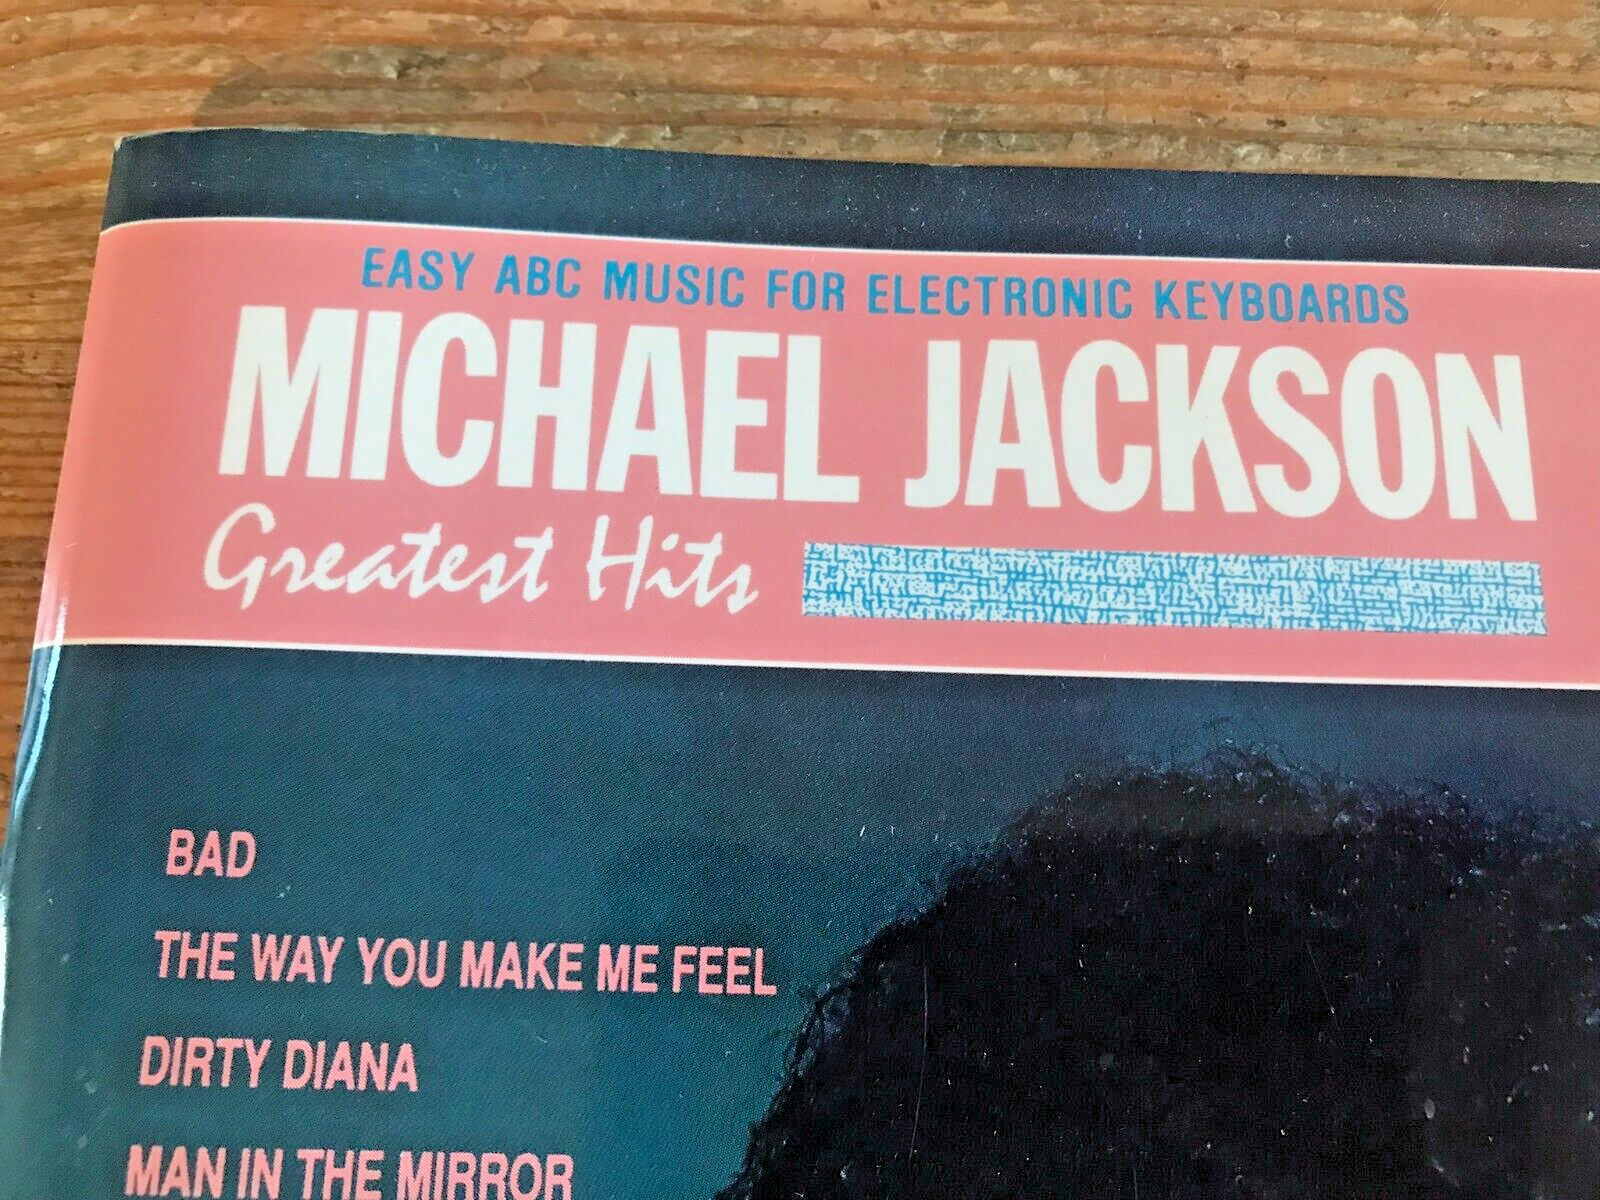 EASY ABC MUSIC FOR ELECTRONIC KEYBOARDS
MICHAEL JACKSON
Greatest Hits
BAD
THE WAY YOU MAKE ME FEEL
DIRTY DIANA
MAN IN THE MIRROR